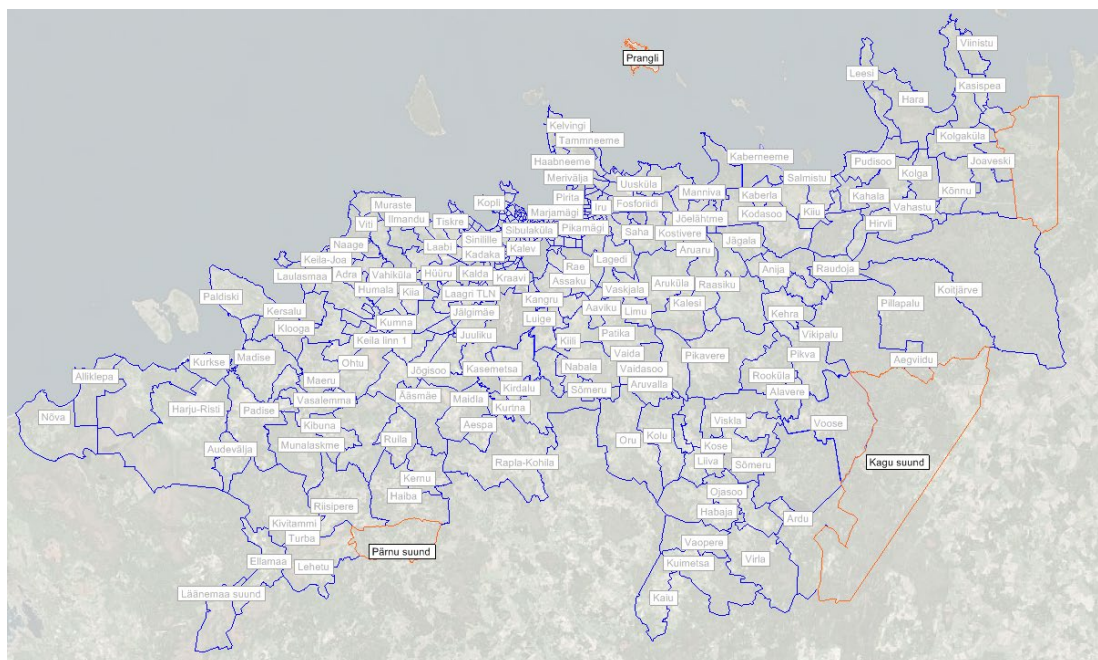 Viinistu
Prangli
Leesi
Kasispea
Hara
Kelvingi
Tammneeme
Kolgaküla
Kaberneeme
Haabneeme
Pudisoo
Joaveski
Merivälja
Uusküla
Salmistu
Kolga
Manniva
Kaberla
Kahala
Kõnnu
Pirita
Kopli
Muraste
Iru
Fosforiidi
Vahastu
Marjamägi
Kodasoo
Kiiu
Ilmandu
Tiskre
Jõelähtme
Hirvli
Viti
Sibulaküla
Pikamägi
Saha
Kostivere
Sinilille
Jägala
Naage
Laabi
Kadaka
Kalev
Aruaru
Keila-Joa
Lagedi
Rae
Anija
Raudoja
Laulasmaa
Adra
Vahiküla
Hüüru
Kalda
Kraavi
Assaku
Aruküla
Raasiku
Humala
Kiia
Laagri TLN
Vaskjala
Koitjärve
Paldiski
Kangru
Kalesi
Pillapalu
Kersalu
Jälgimäe
Luige
Aaviku
Limu
Kehra
Kumna
Klooga
Juuliku
Patika
Vikipalu
Keila linn 1
Kiili
Madise
Vaida
Pikavere
Pikva
Aegviidu
Kurkse
Ohtu
Jõgisoo
Kasemetsa
Nabala
Vaidasoo
Alliklepa
Maeru
Rooküla
Kirdalu
Sõmeru
Aruvalla
Alavere
Nõva
Harju-Risti
Padise
Vasalemma
Ääsmäe
Maidla
Kurtna
Kibuna
Aespa
Viskla
Voose
Audevälja
Munalaskme
Ruila
Oru
Kolu
Kose
Rapla-Kohila
Liiva
Sõmeru
Kagu suund
Kernu
Haiba
Ojasoo
Riisipere
Habaja
Ardu
Kivitammi
Turba
Vaopere
Pärnu suund
Ellamaa
Lehetu
Kuimetsa
Virla
Läänemaa suund
Kaiu